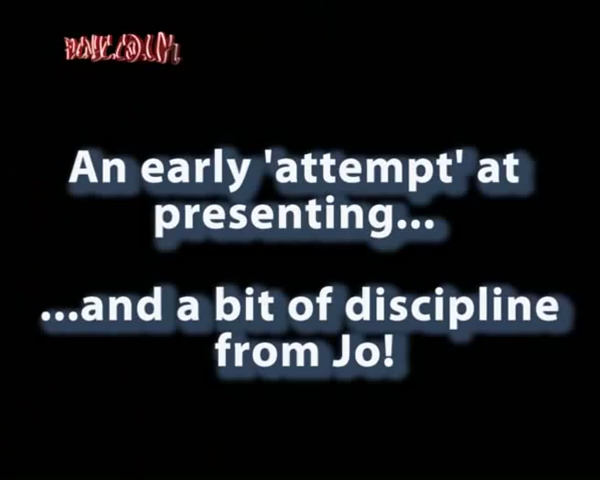 An early 'attempt' at
presenting...
...and a bit of discipline
from Jo!